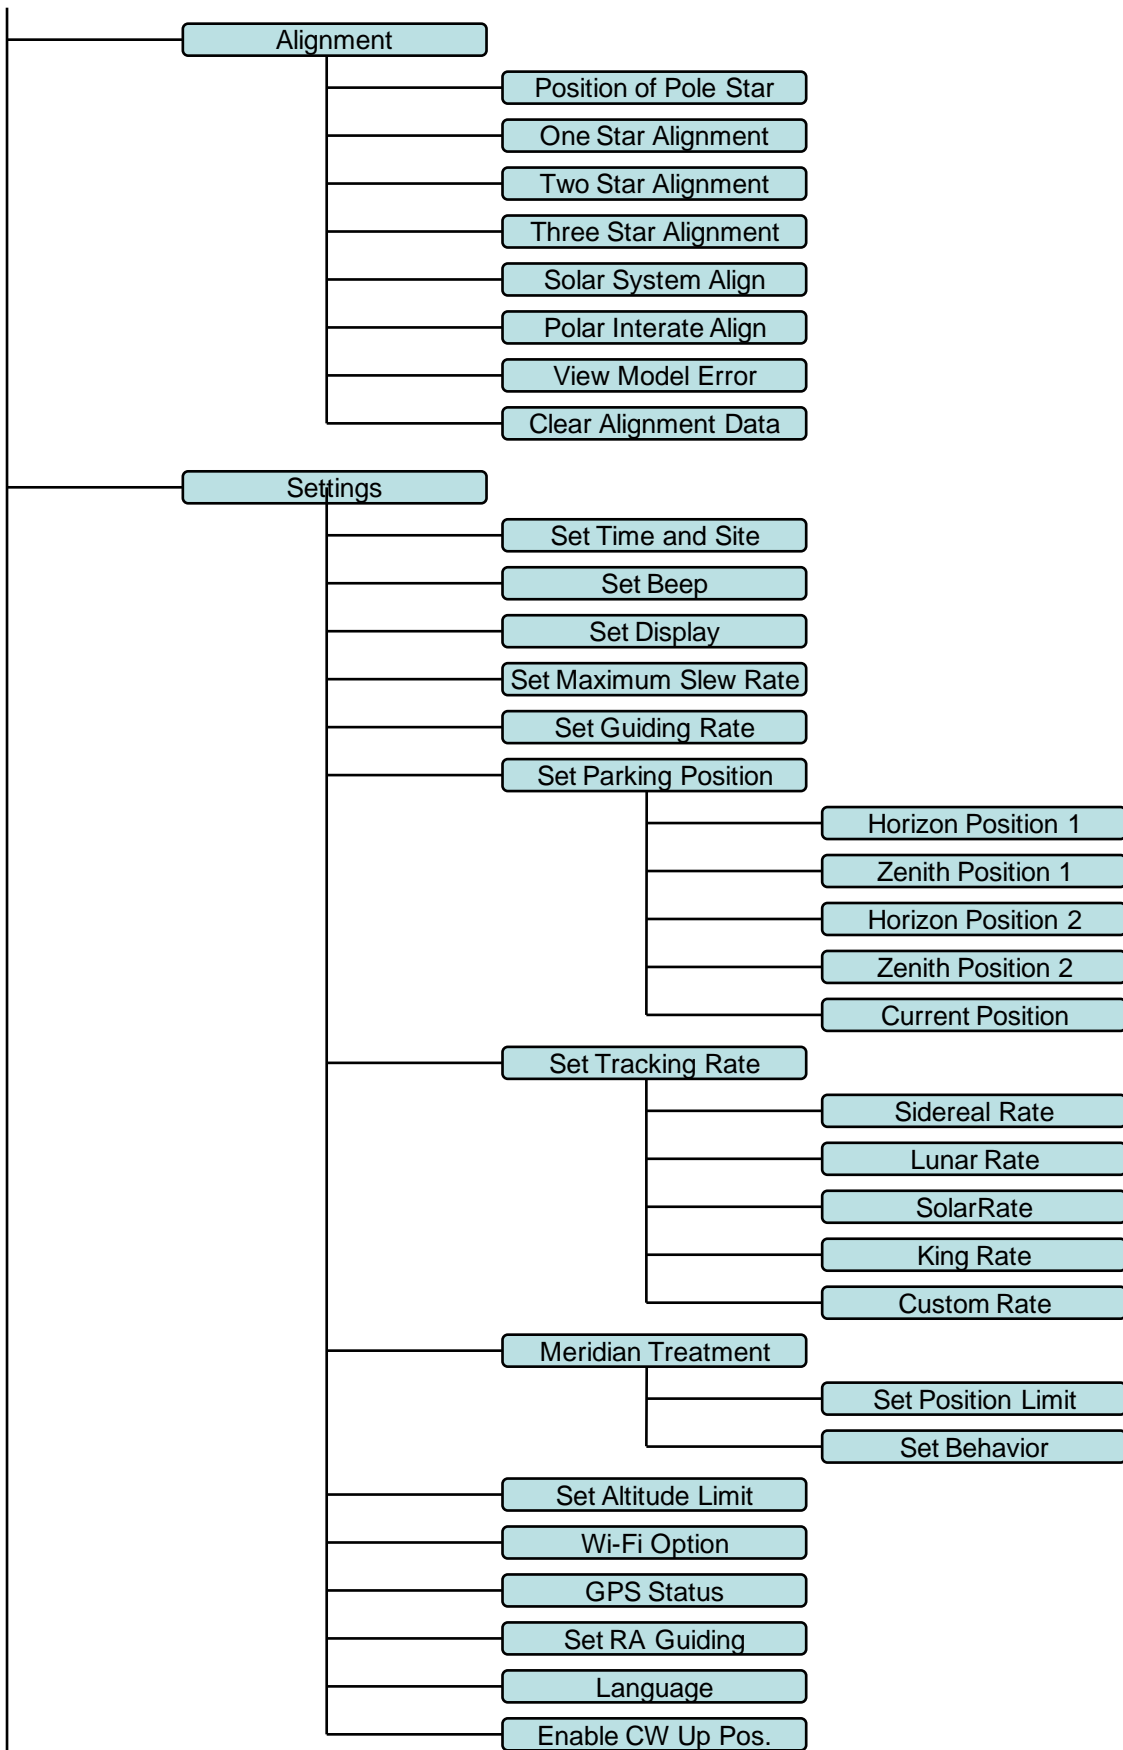 Alignment
Position of Pole Star
One Star Alignment
Two Star Alignment
Three Star Alignment
Solar System Align
Polar Interate Align
View Model Error
Clear Alignment Data
Settings
Set Time and Site
Set Beep
Set Display
Set Maximum Slew Rate
Set Guiding Rate
Set Parking Position
Horizon Position 1
Zenith Position 1
Horizon Position 2
Zenith Position 2
Current Position
Set Tracking Rate
Sidereal Rate
Lunar Rate
SolarRate
King Rate
Custom Rate
Meridian Treatment
Set Position Limit
Set Behavior
Set Altitude Limit
Wi-Fi Option
GPS Status
Set RA Guiding
Language
Enable CW Up Pos.